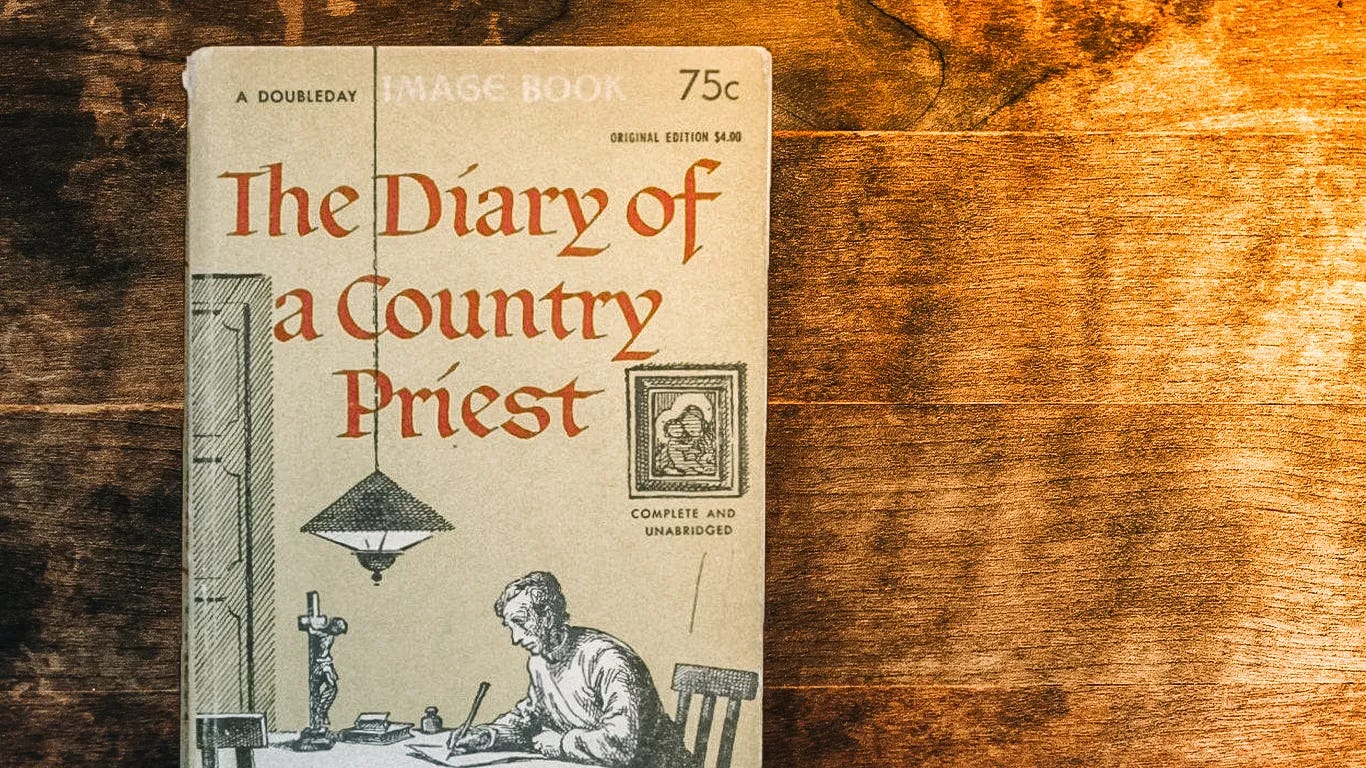 A DOUBLEDAY IMAGE BOOK 75c
ORIGINAL EDITION $4.00
The Diary of
a Country
Priest
COMPLETE AND
UNABRIDGED